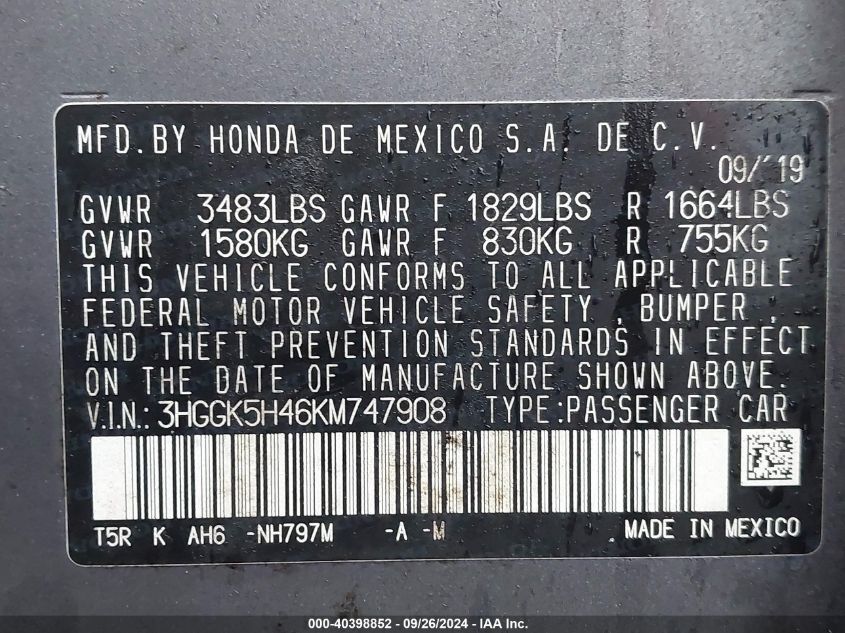 MFD.BY HONDA DE MEXICO S.A. DE C.V.
09/'19
GVWR 3483LBS GAWR F 1829LBS R 1664LBS
GVWR 1580KG GAWR F 830KG R 755KG
THIS VEHICLE CONFORMS TO ALL APPLICABLE
FEDERAL MOTOR VEHICLE SAFETY , BUMPER ,
AND THEFT PREVENTION STANDARDS IN EFFECT
ON THE DATE OF MANUFACTURE SHOWN ABOVE.
V.I.N.: 3HGGK5H46KM747908 TYPE:PASSENGER CAR
T5R K AH6 -NH797M -A -M MADE IN MEXICO
000-40398852 - 09/26/2024 - IAA Inc.